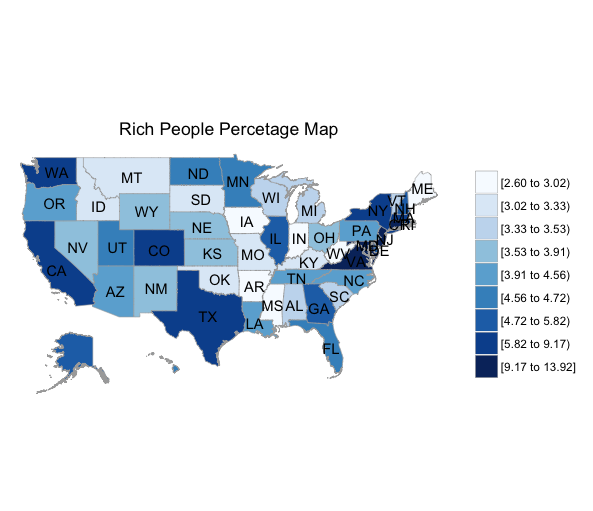 Rich People Percetage Map
WA
MT
ND
MN
ME
OR
ID
SD
WI
MI
VT
NH
NY
WY
IA
NE
PA
NJ
NV
UT
CO
KS
IL
IN
OH
MO
WV
VA
MD
DE
CA
KY
AZ
NM
OK
AR
TN
NC
SC
TX
LA
MS
AL
GA
FL
MA
CT
RI
[2.60 to 3.02)
[3.02 to 3.33)
[3.33 to 3.53)
[3.53 to 3.91)
[3.91 to 4.56)
[4.56 to 4.72)
[4.72 to 5.82)
[5.82 to 9.17)
[9.17 to 13.92]